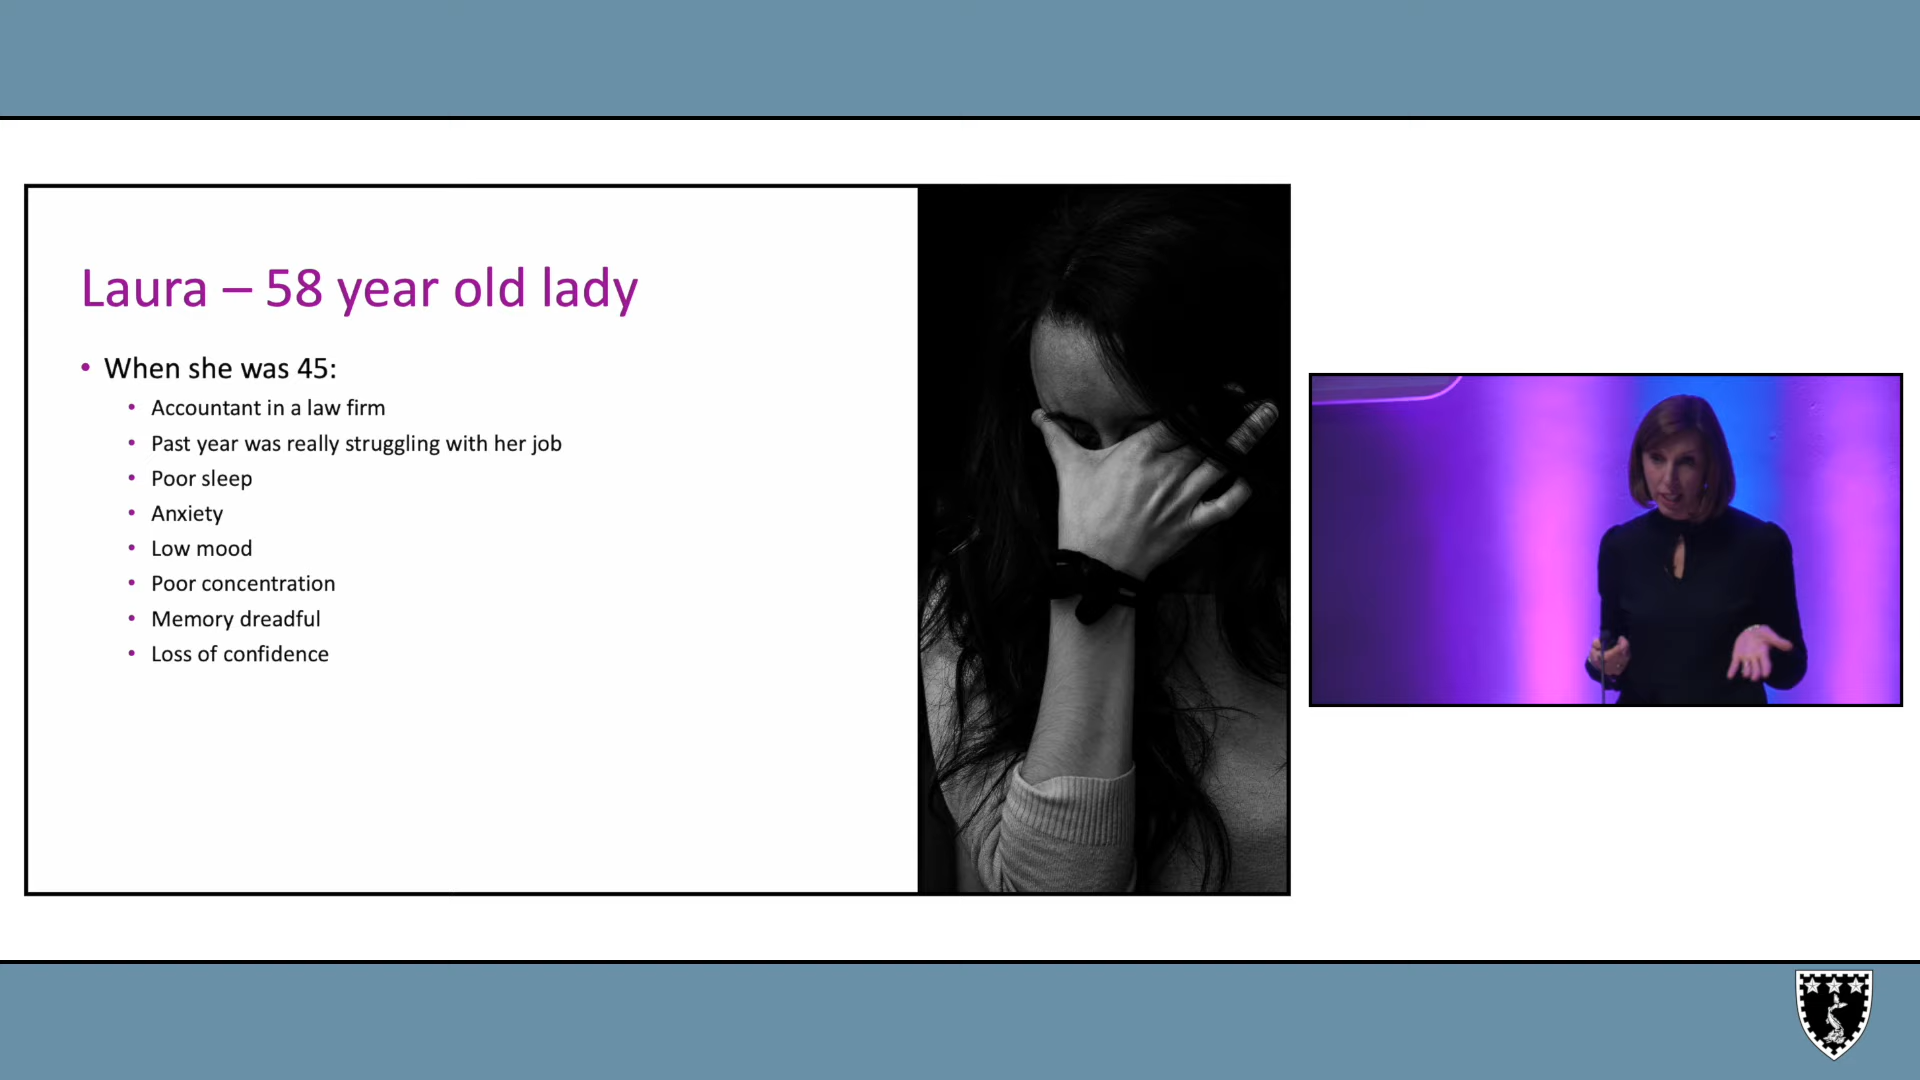 Laura – 58 year old lady
• When she was 45:
• Accountant in a law firm
• Past year was really struggling with her job
• Poor sleep
• Anxiety
• Low mood
• Poor concentration
• Memory dreadful
• Loss of confidence